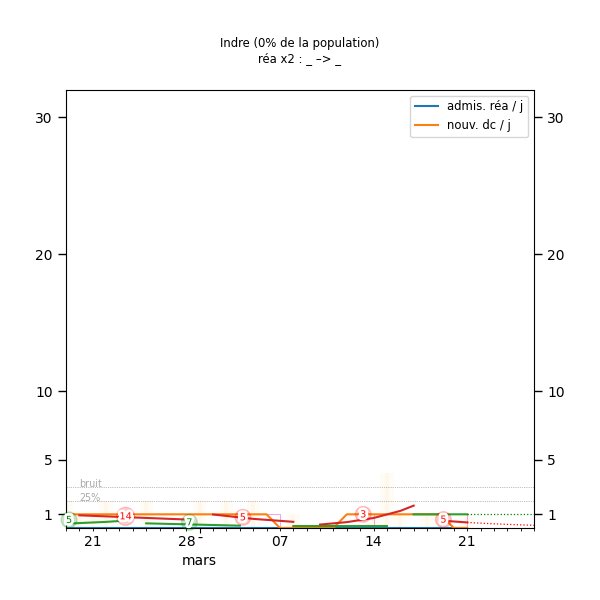 Indre (0% de la population)
réa x2 : _ –> _
admis. réa / j
nouv. dc / j
30 30
20 20
10 10
5 5
bruit
25%
1 1
5 14 7 5 3 5
21 28 - 07 14 21
mars